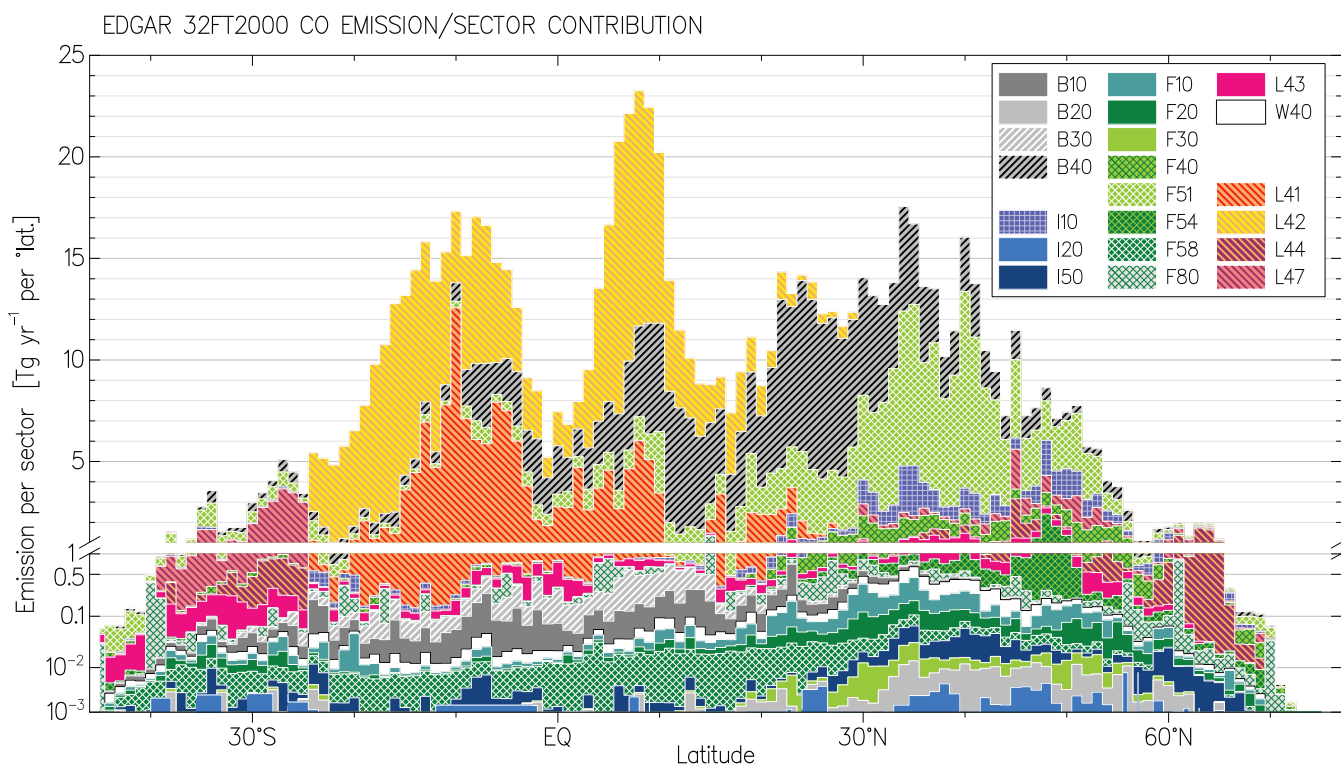 EDGAR 32FT2000 CO EMISSION/SECTOR CONTRIBUTION
Emission per sector [Tg yr⁻¹ per °lat.]
25
20
15
10
5
1
0.5
0.1
10⁻²
10⁻³
30°S
EQ
30°N
60°N
Latitude
B10
B20
B30
B40
I10
I20
I50
F10
F20
F30
F40
F51
F54
F58
F80
L43
W40
L41
L42
L44
L47